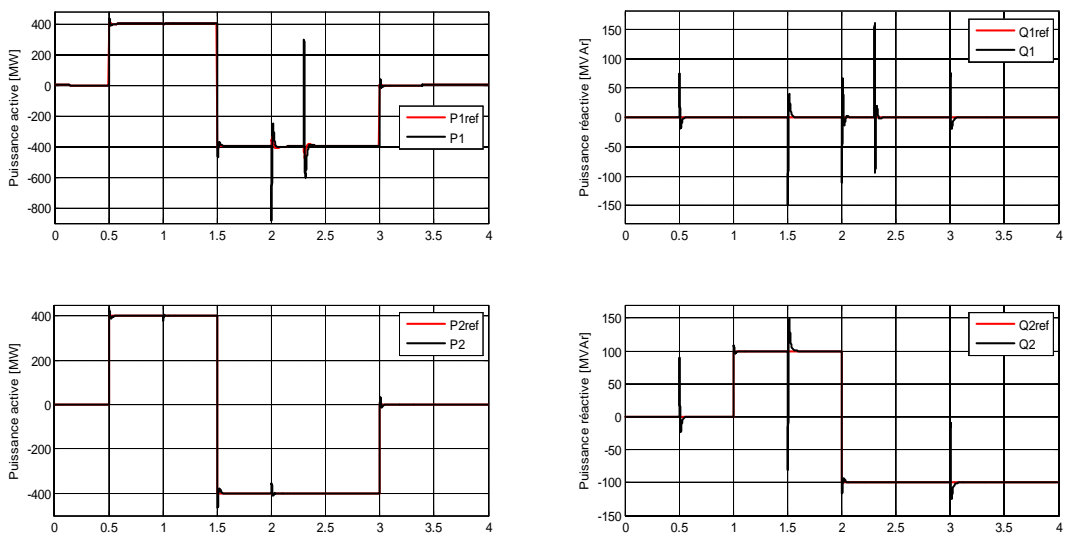 Puissance active [MW]
400
200
0
-200
-400
-600
-800
0 0.5 1 1.5 2 2.5 3 3.5 4
P1ref
P1
Puissance réactive [MVAr]
150
100
50
0
-50
-100
-150
0 0.5 1 1.5 2 2.5 3 3.5 4
Q1ref
Q1
Puissance active [MW]
400
200
0
-200
-400
0 0.5 1 1.5 2 2.5 3 3.5 4
P2ref
P2
Puissance réactive [MVAr]
150
100
50
0
-50
-100
-150
0 0.5 1 1.5 2 2.5 3 3.5 4
Q2ref
Q2